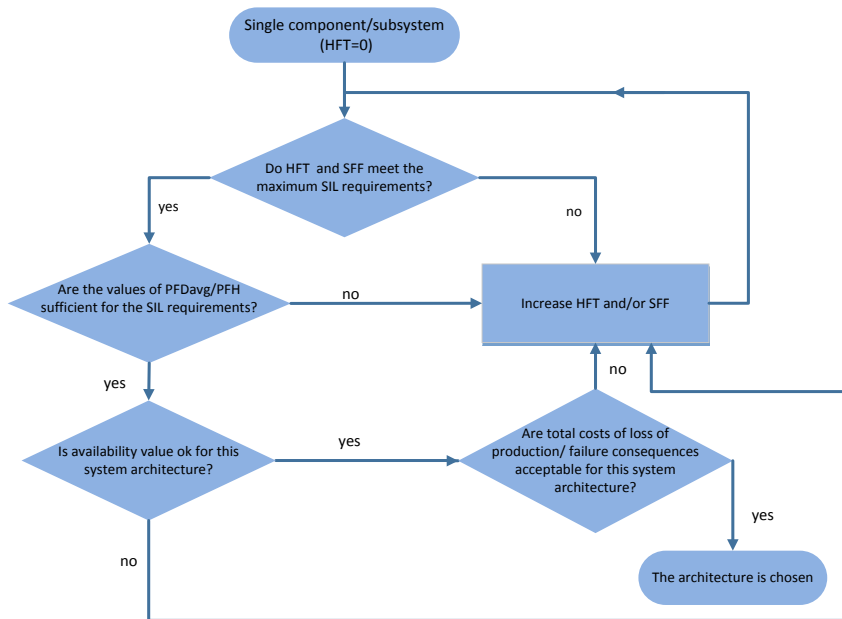 Single component/subsystem
(HFT=0)
Do HFT and SFF meet the
maximum SIL requirements?
yes
no
Are the values of PFDavg/PFH
sufficient for the SIL requirements?
no
Increase HFT and/or SFF
yes
no
Is availability value ok for this
system architecture?
yes
Are total costs of loss of
production/ failure consequences
acceptable for this system
architecture?
yes
no
The architecture is chosen